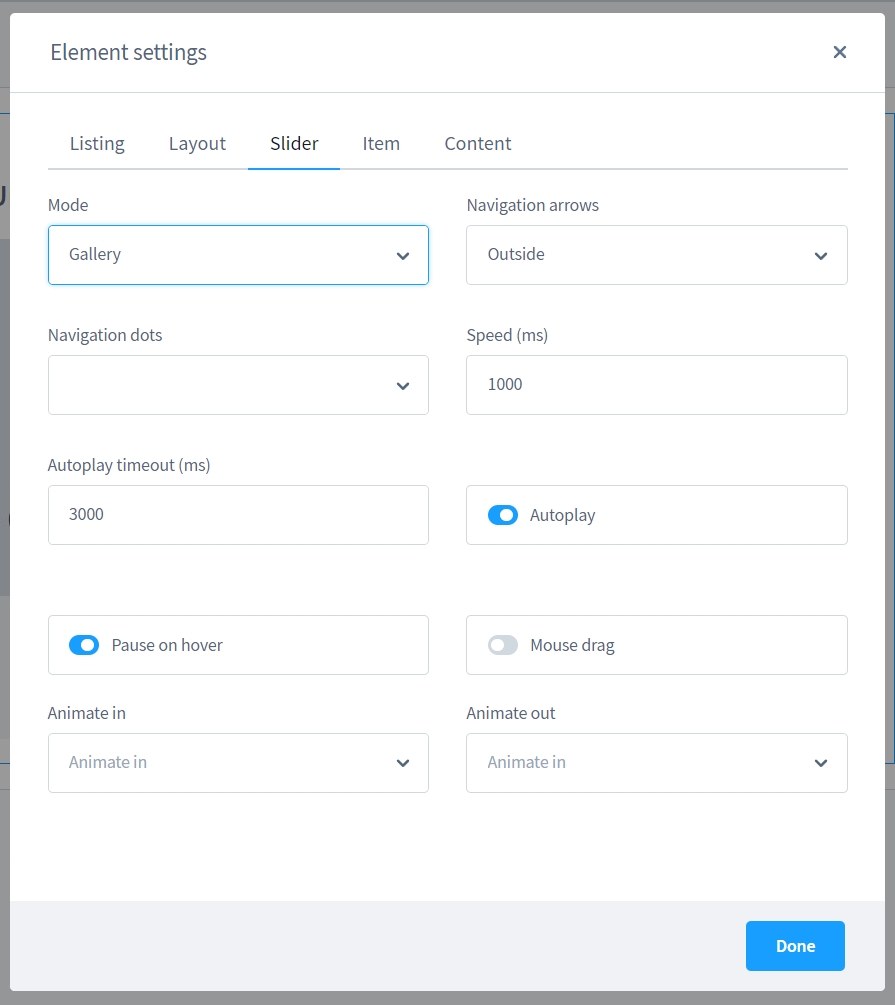 Element settings
Listing Layout Slider Item Content
Mode Navigation arrows
Gallery Outside
Navigation dots Speed (ms)
1000
Autoplay timeout (ms)
3000 Autoplay
Pause on hover Mouse drag
Animate in Animate out
Animate in Animate in
Done